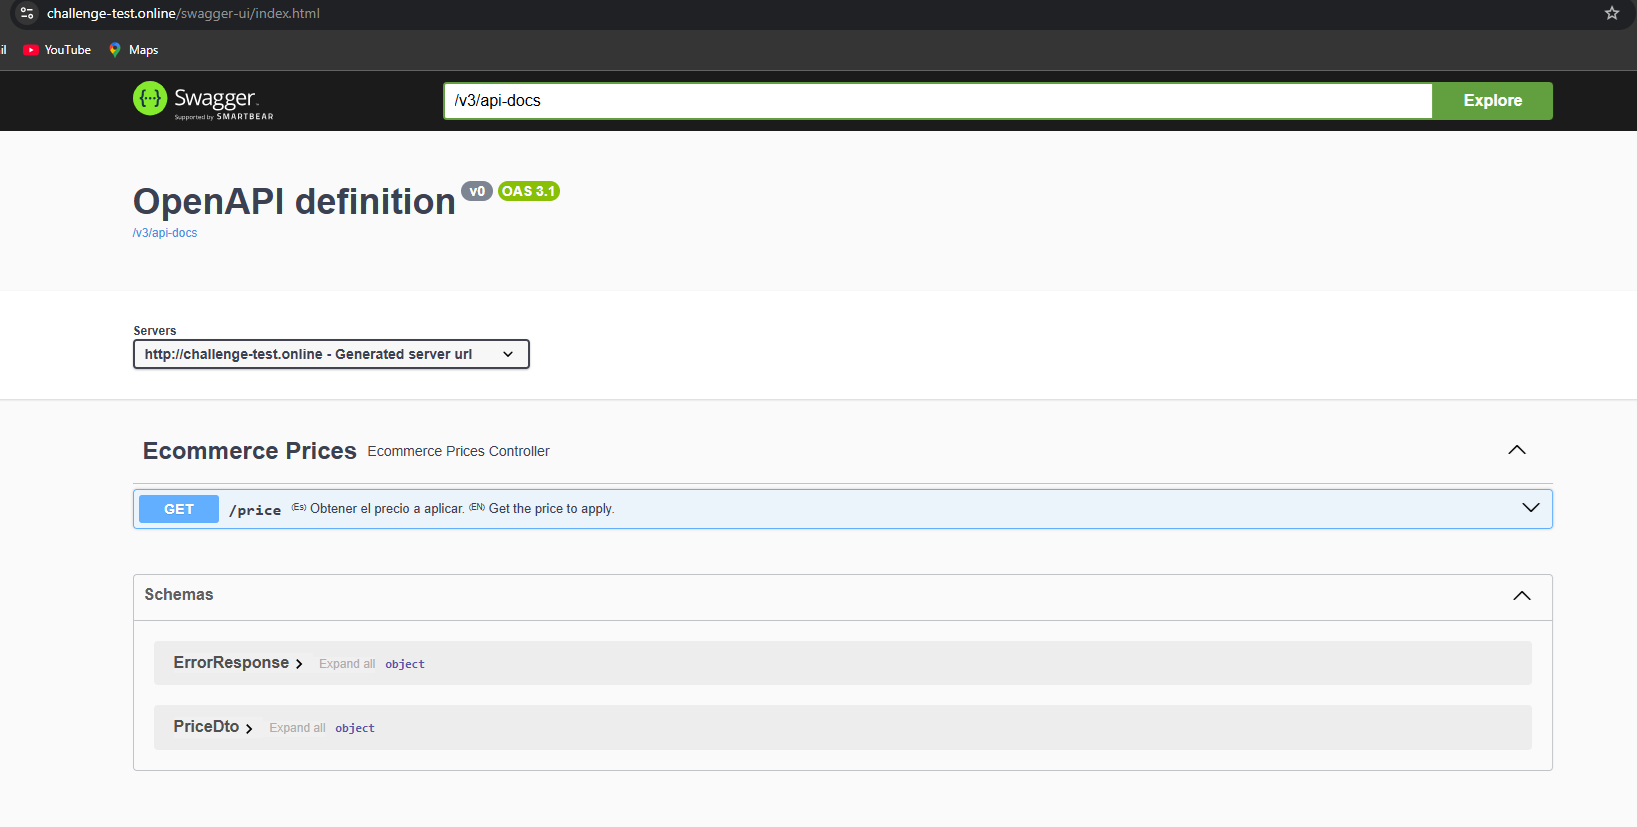 challenge-test.online/swagger-ui/index.html
il YouTube Maps
Swagger
Supported by SMARTBEAR
/v3/api-docs Explore
OpenAPI definition v0 OAS 3.1
/v3/api-docs
Servers
http://challenge-test.online - Generated server url
Ecommerce Prices Ecommerce Prices Controller
GET /price (Es) Obtener el precio a aplicar. (EN) Get the price to apply.
Schemas
ErrorResponse Expand all object
PriceDto Expand all object